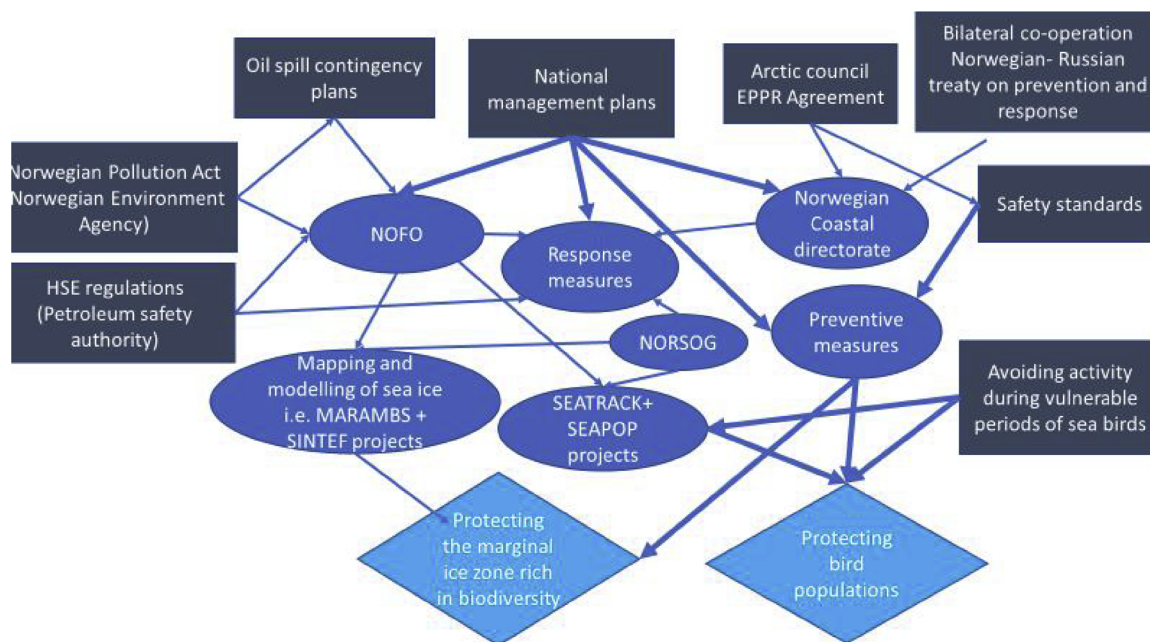 Oil spill contingency
plans
National
management plans
Arctic council
EPPR Agreement
Bilateral co-operation
Norwegian- Russian
treaty on prevention and
response
Norwegian Pollution Act
Norwegian Environment
Agency)
NOFO
Response
measures
Norwegian
Coastal
directorate
Safety standards
HSE regulations
(Petroleum safety
authority)
NORSOG
Preventive
measures
Mapping and
modelling of sea ice
i.e. MARAMBS +
SINTEF projects
SEATRACK+
SEAPOP
projects
Avoiding activity
during vulnerable
periods of sea birds
Protecting
the marginal
ice zone rich
in biodiversity
Protecting
bird
populations